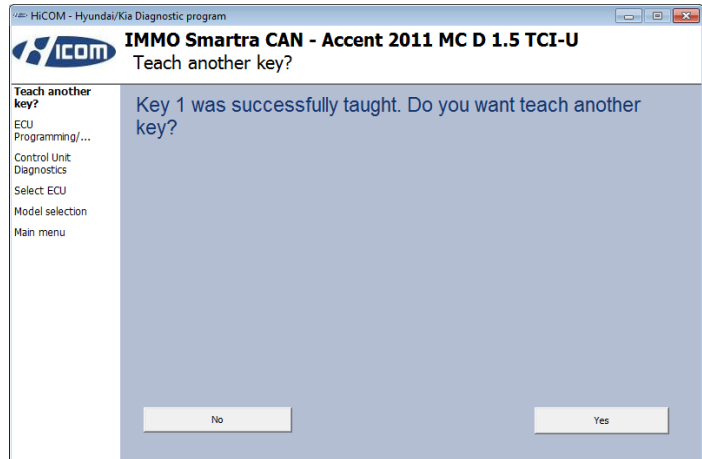 HiCOM - Hyundai/Kia Diagnostic program
HICOM
IMMO Smartra CAN - Accent 2011 MC D 1.5 TCI-U
Teach another key?
Teach another
key?
ECU
Programming/...
Control Unit
Diagnostics
Select ECU
Model selection
Main menu
Key 1 was successfully taught. Do you want teach another
key?
No
Yes